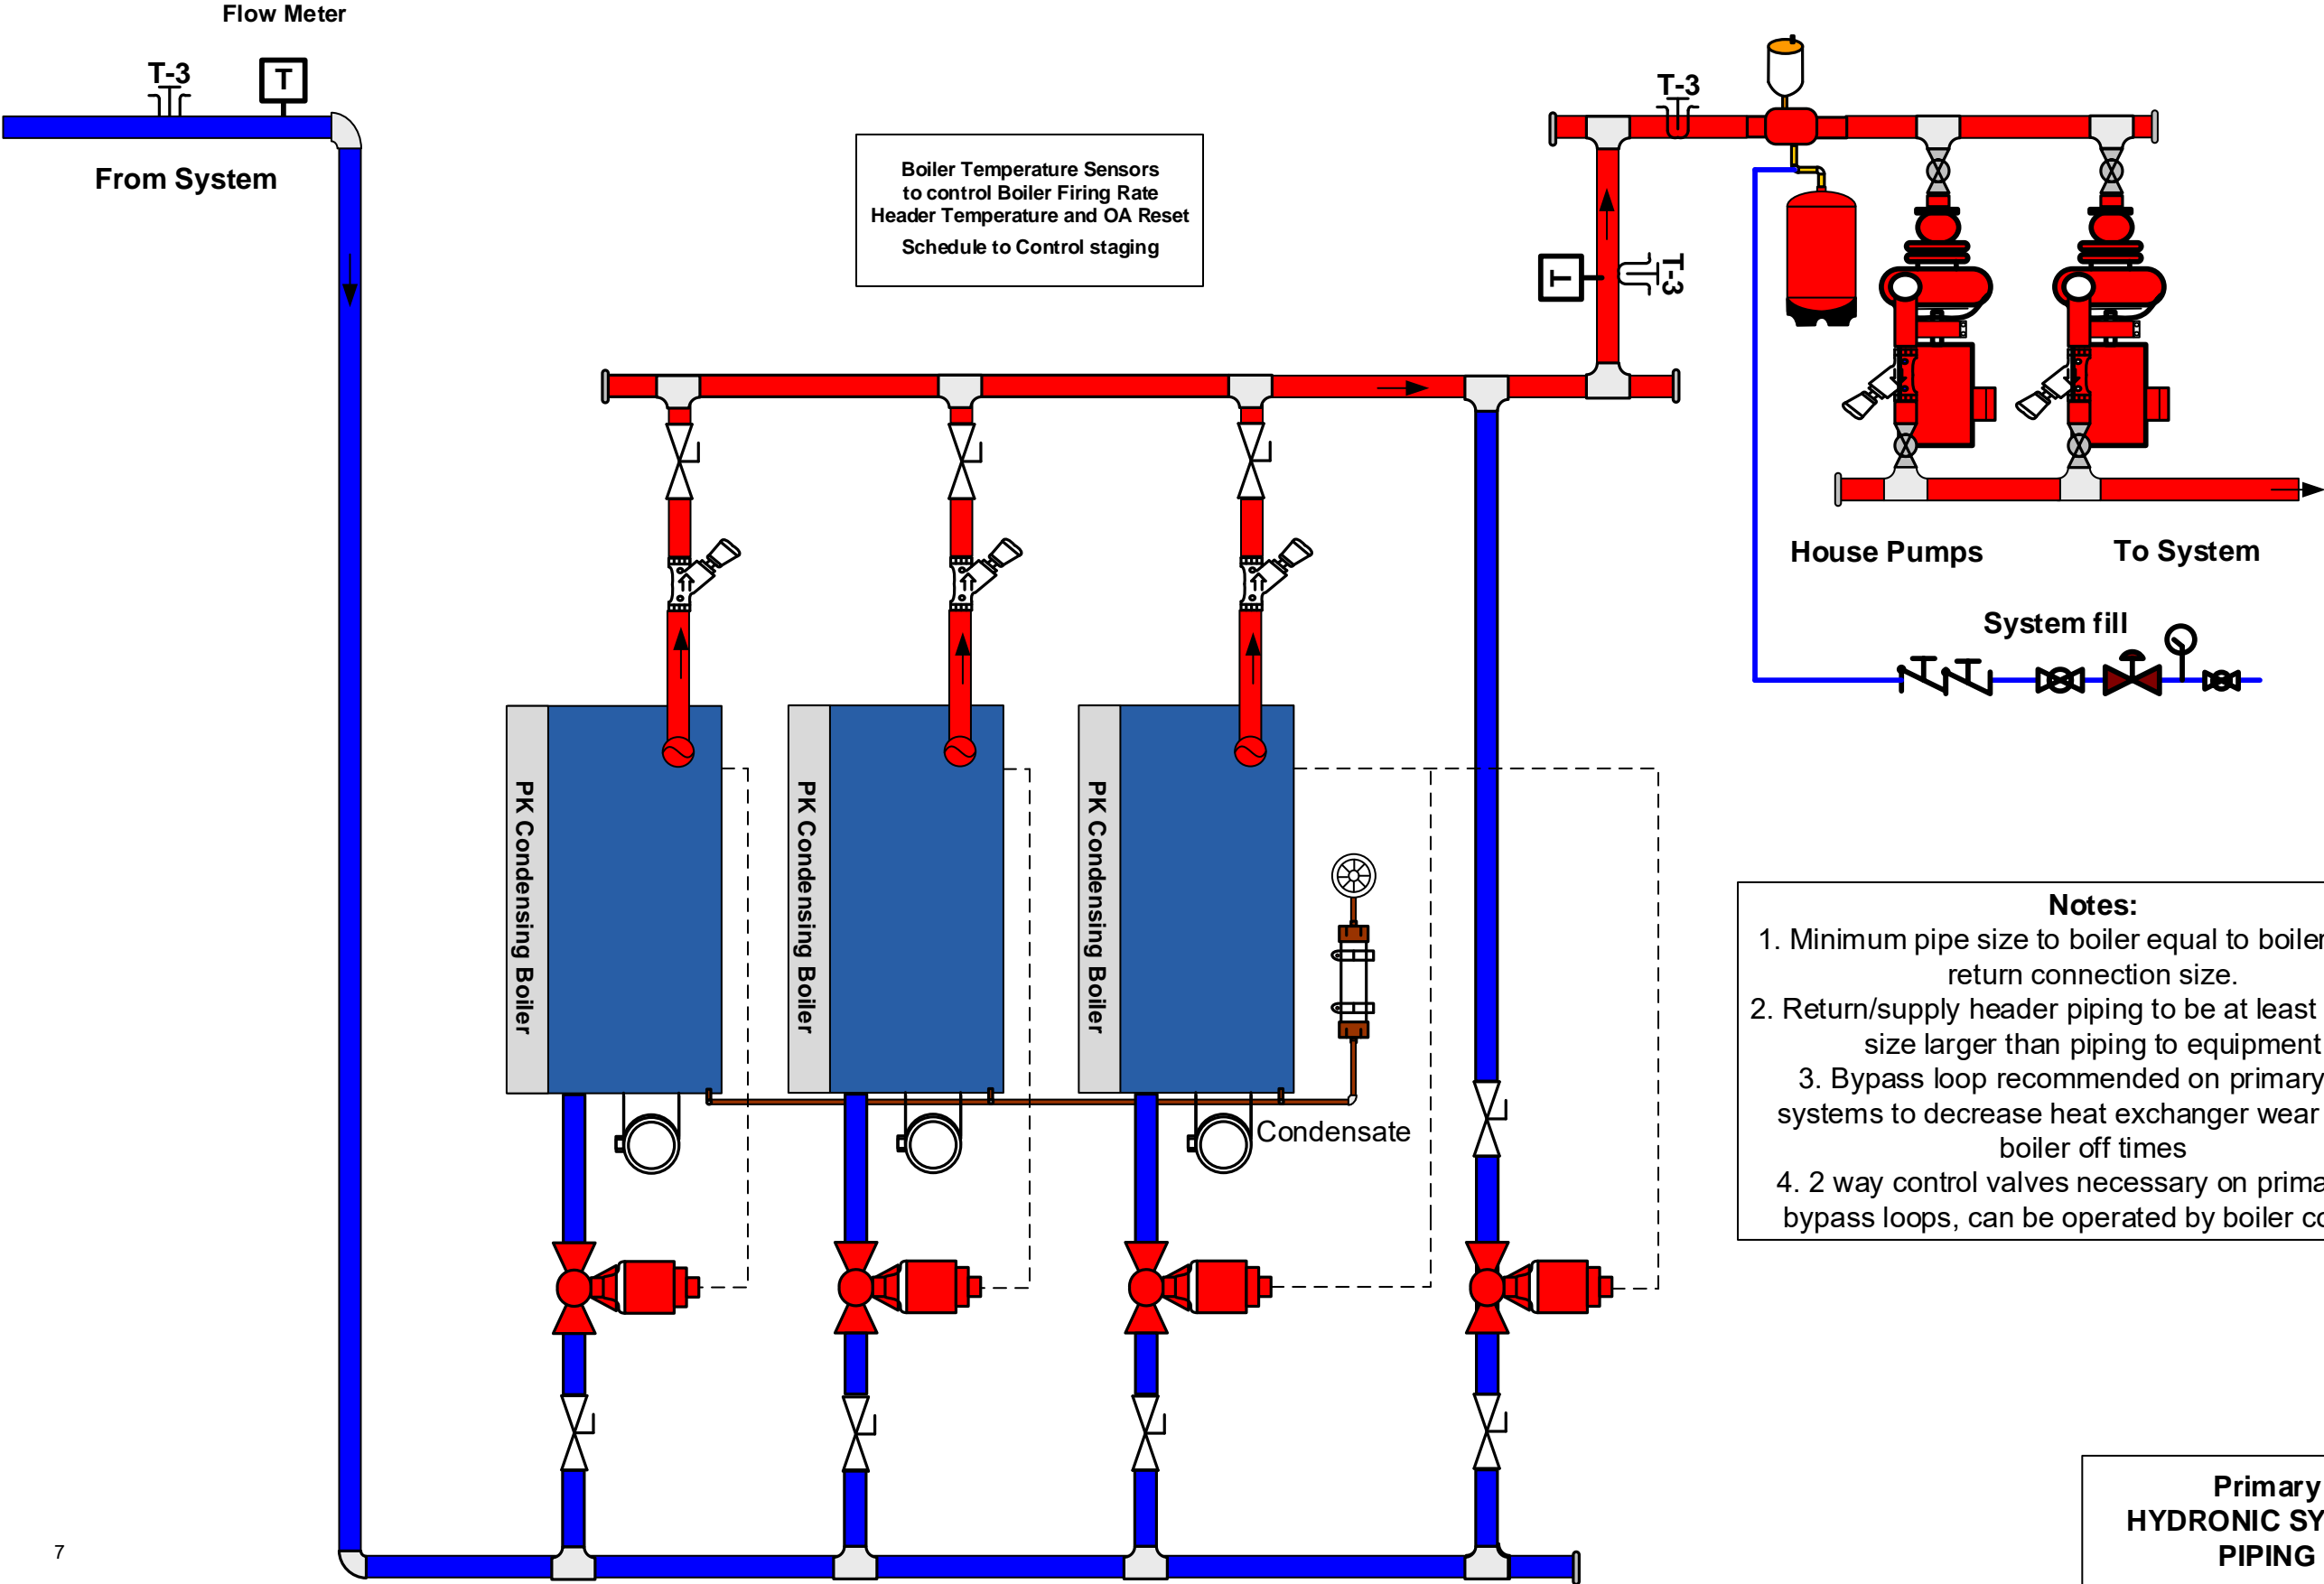 Flow Meter
T-3
T
From System
Boiler Temperature Sensors
to control Boiler Firing Rate
Header Temperature and OA Reset
Schedule to Control staging
T-3
T
T-3
House Pumps
To System
System fill
PK Condensing Boiler
PK Condensing Boiler
PK Condensing Boiler
Condensate
Notes:
1. Minimum pipe size to boiler equal to boiler
return connection size.
2. Return/supply header piping to be at least
size larger than piping to equipment
3. Bypass loop recommended on primary
systems to decrease heat exchanger wear
boiler off times
4. 2 way control valves necessary on prima
bypass loops, can be operated by boiler co
Primary
HYDRONIC SY
PIPING
7